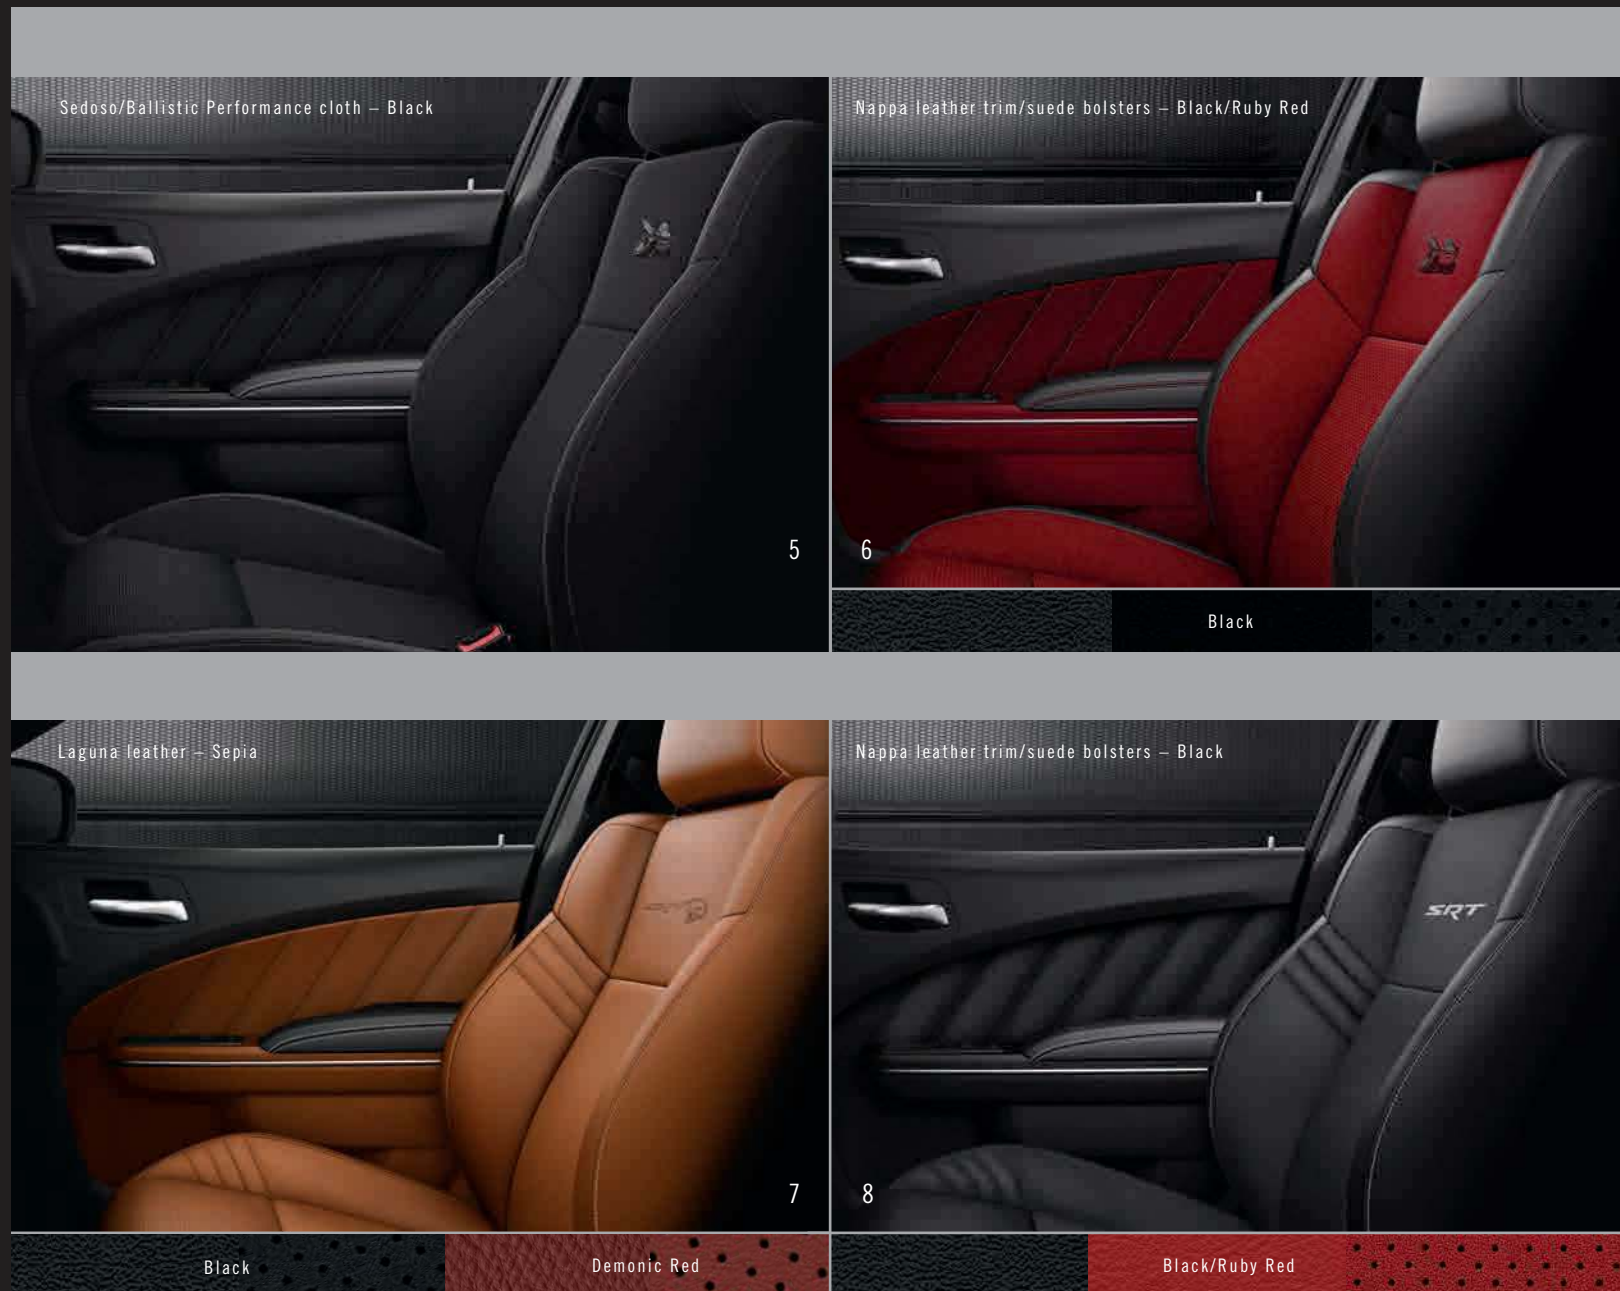 Sedoso/Ballistic Performance cloth – Black
Nappa leather trim/suede bolsters – Black/Ruby Red
5
6
Black
Laguna leather – Sepia
Nappa leather trim/suede bolsters – Black
SRT
7
8
Black
Demonic Red
Black/Ruby Red